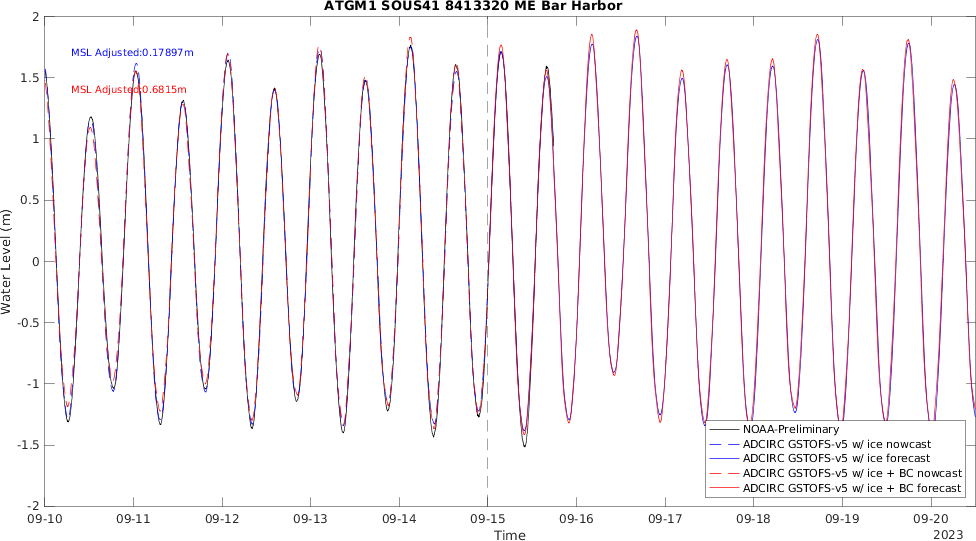 ATGM1 SOUS41 8413320 ME Bar Harbor
MSL Adjusted:0.17897m
MSL Adjusted:0.6815m
Water Level (m)
2
1.5
1
0.5
0
-0.5
-1
-1.5
-2
NOAA-Preliminary
ADCIRC GSTOFS-v5 w/ ice nowcast
ADCIRC GSTOFS-v5 w/ ice forecast
ADCIRC GSTOFS-v5 w/ ice + BC nowcast
ADCIRC GSTOFS-v5 w/ ice + BC forecast
09-10 09-11 09-12 09-13 09-14 09-15 09-16 09-17 09-18 09-19 09-20
Time
2023